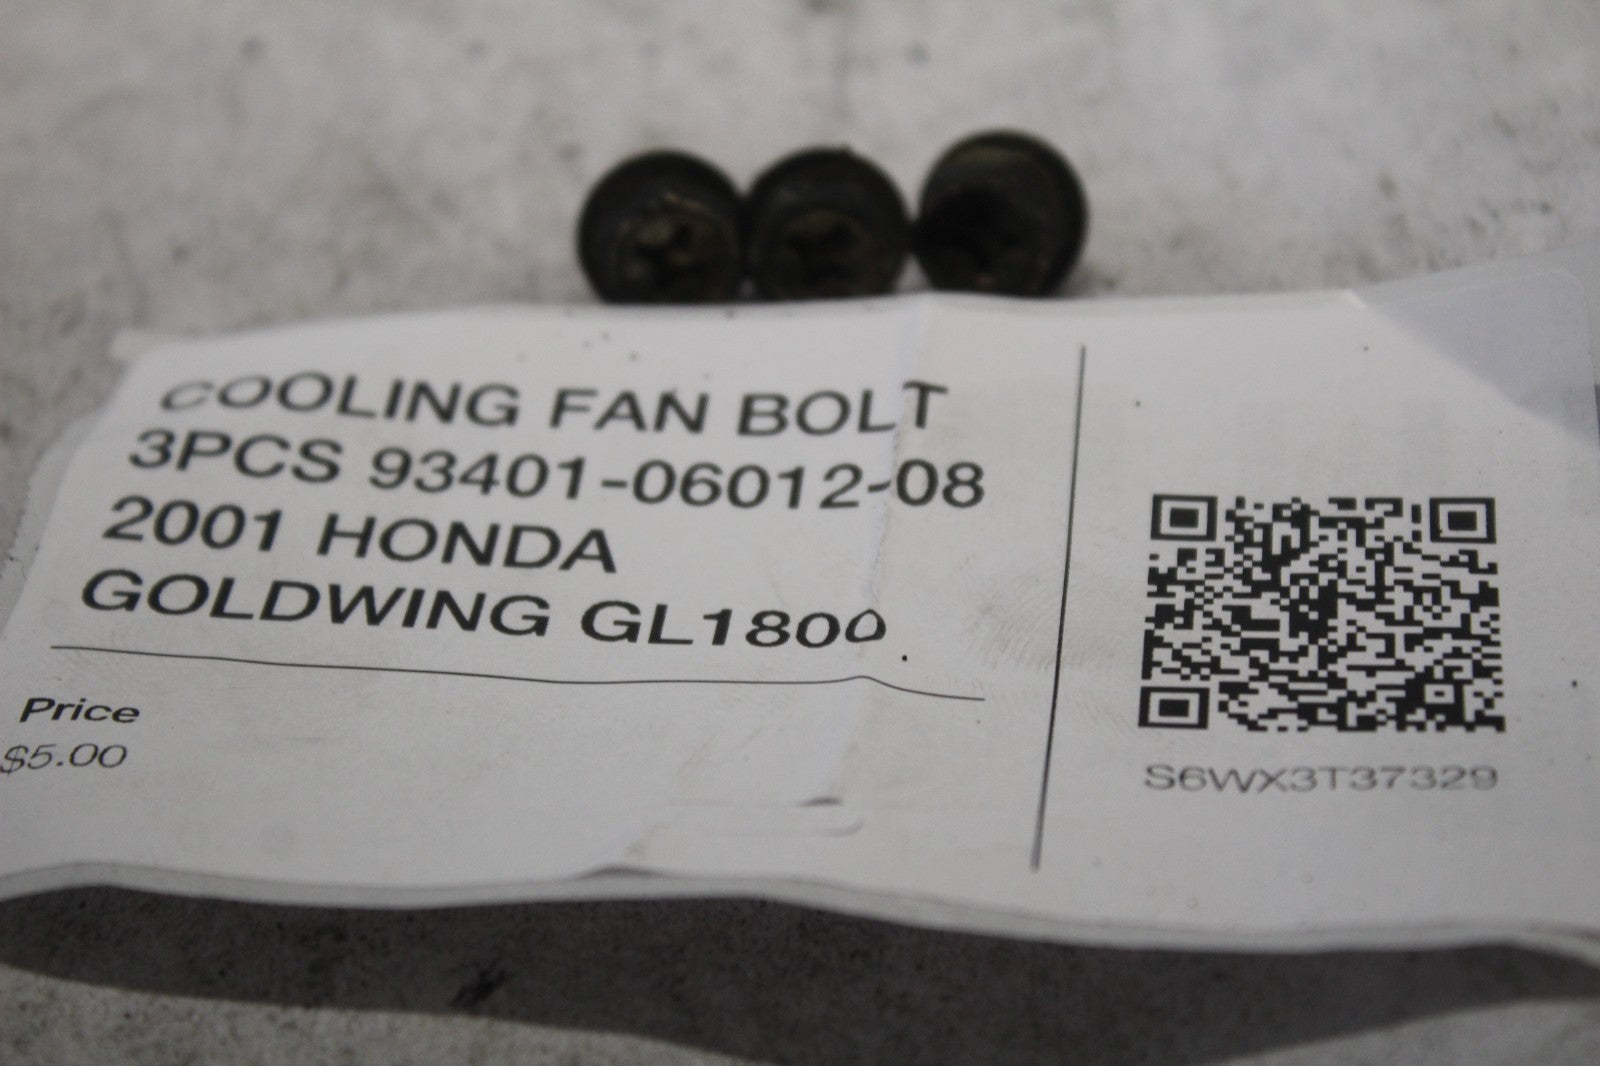 COOLING FAN BOLT
3PCS 93401-06012-08
2001 HONDA
GOLDWING GL1800
Price
$5.00
S6WX3T37329